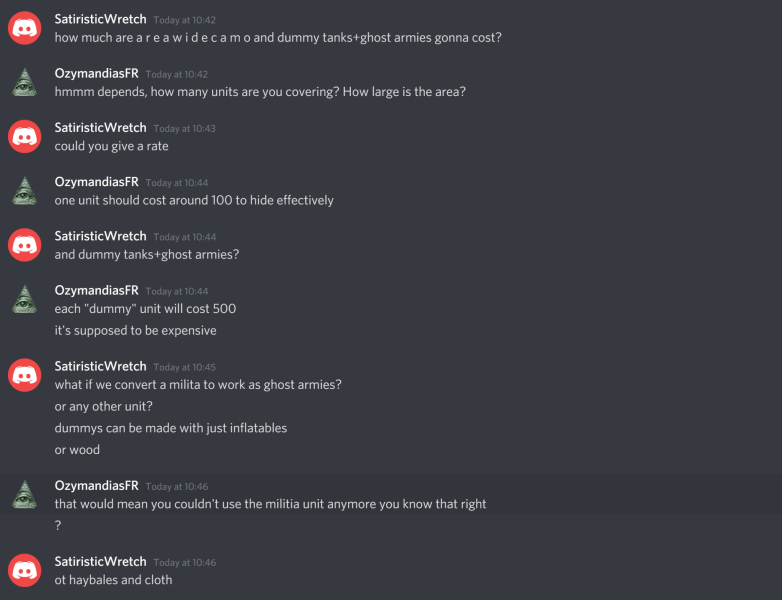 SatiristicWretch Today at 10:42
how much are a r e a w i d e c a m o and dummy tanks+ghost armies gonna cost?
OzymandiasFR Today at 10:42
hmmm depends, how many units are you covering? How large is the area?
SatiristicWretch Today at 10:43
could you give a rate
OzymandiasFR Today at 10:44
one unit should cost around 100 to hide effectively
SatiristicWretch Today at 10:44
and dummy tanks+ghost armies?
OzymandiasFR Today at 10:44
each "dummy" unit will cost 500
it's supposed to be expensive
SatiristicWretch Today at 10:45
what if we convert a milita to work as ghost armies?
or any other unit?
dummys can be made with just inflatables
or wood
OzymandiasFR Today at 10:46
that would mean you couldn't use the militia unit anymore you know that right
?
SatiristicWretch Today at 10:46
ot haybales and cloth